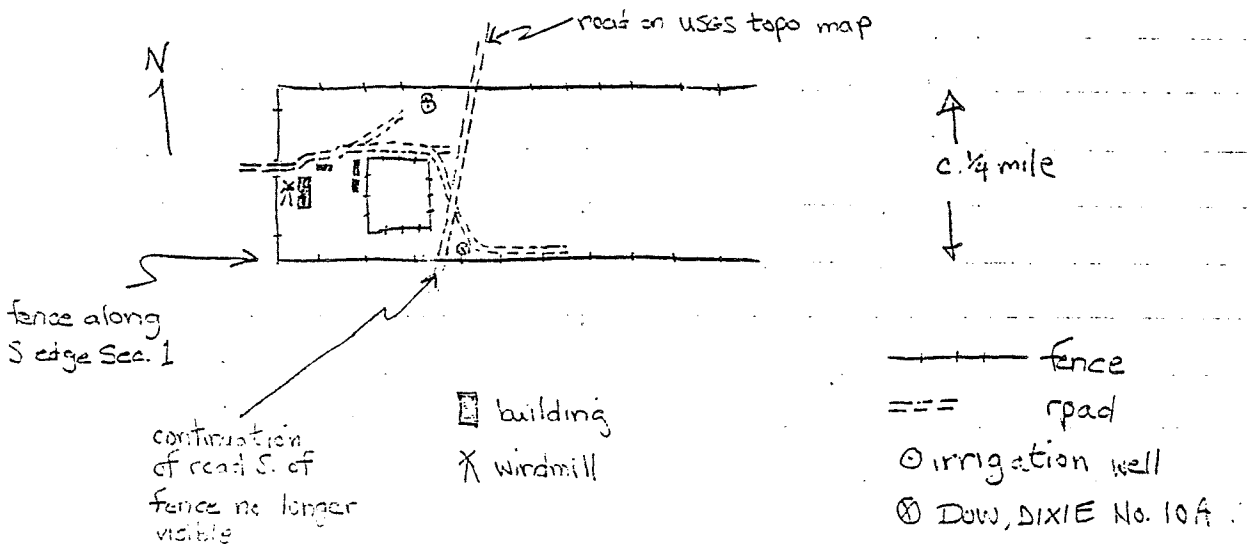 road on USGS topo map
N
c. 1/4 mile
fence along
S edge Sec. 1
continuation
of road S. of
fence no longer
visible
building
windmill
fence
road
irrigation well
DOW, DIXIE No. 10A